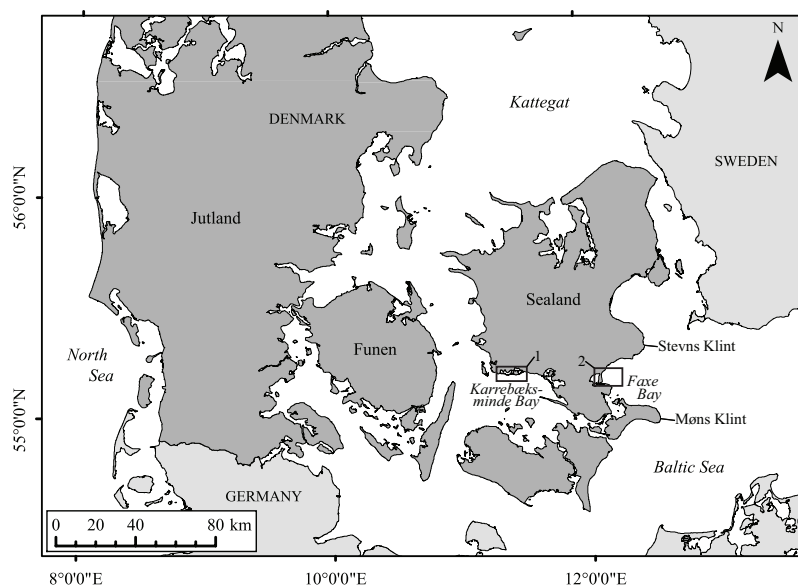 N
Kattegat
DENMARK
SWEDEN
56°0'0"N
Jutland
Sealand
North
Sea
Funen
1
2
Stevns Klint
Karrebæks-
minde Bay
Faxe
Bay
55°0'0"N
Møns Klint
Baltic Sea
GERMANY
0 20 40 80 km
8°0'0"E 10°0'0"E 12°0'0"E